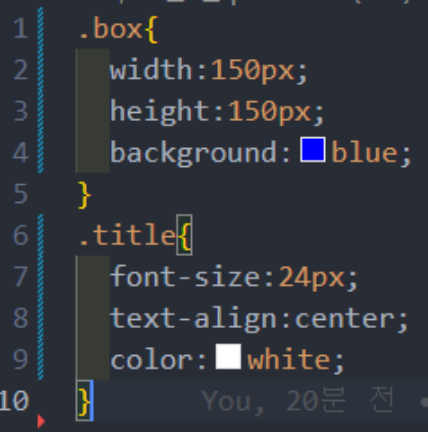 1 .box{
2 width:150px;
3 height:150px;
4 background: blue;
5 }
6 .title{
7 font-size:24px;
8 text-align:center;
9 color: white;
10 } You, 20분 전 •